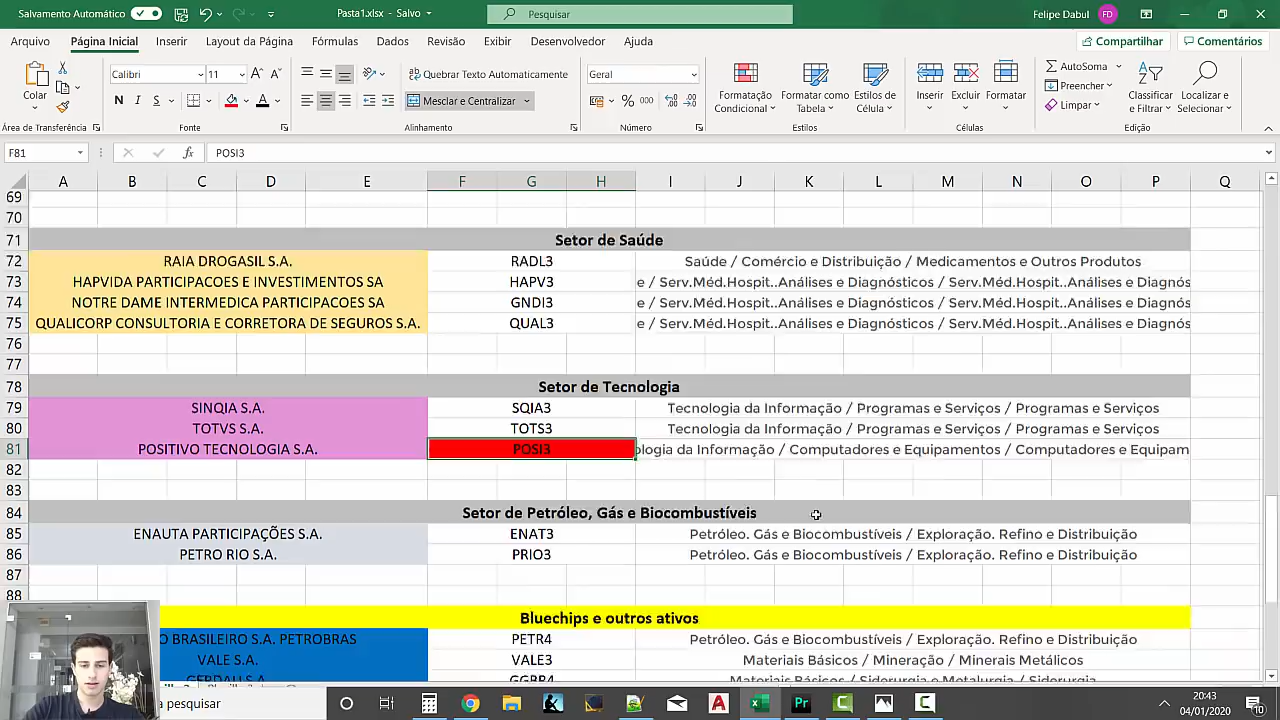 Salvamento Automático
Pasta1.xlsx - Salvo
Pesquisar
Felipe Dabul FD
Arquivo Página Inicial Inserir Layout da Página Fórmulas Dados Revisão Exibir Desenvolvedor Ajuda Compartilhar Comentários
Colar
Calibri 11
N I S
Quebrar Texto Automaticamente
Mesclar e Centralizar
Geral
% 000
Formatação Condicional
Formatar como Tabela
Estilos de Célula
Inserir Excluir Formatar
AutoSoma
Preencher
Limpar
Classificar e Filtrar
Localizar e Selecionar
Área de Transferência Fonte Alinhamento Número Estilos Células Edição
F81 fx POSI3
A B C D E F G H I J K L M N O P Q
69
70
71 Setor de Saúde
72 RAIA DROGASIL S.A. RADL3 Saúde / Comércio e Distribuição / Medicamentos e Outros Produtos
73 HAPVIDA PARTICIPACOES E INVESTIMENTOS SA HAPV3 e / Serv.Méd.Hospit..Análises e Diagnósticos / Serv.Méd.Hospit..Análises e Diagnós
74 NOTRE DAME INTERMEDICA PARTICIPACOES SA GNDI3 e / Serv.Méd.Hospit..Análises e Diagnósticos / Serv.Méd.Hospit..Análises e Diagnós
75 QUALICORP CONSULTORIA E CORRETORA DE SEGUROS S.A. QUAL3 e / Serv.Méd.Hospit..Análises e Diagnósticos / Serv.Méd.Hospit..Análises e Diagnós
76
77
78 Setor de Tecnologia
79 SINQIA S.A. SQIA3 Tecnologia da Informação / Programas e Serviços / Programas e Serviços
80 TOTVS S.A. TOTS3 Tecnologia da Informação / Programas e Serviços / Programas e Serviços
81 POSITIVO TECNOLOGIA S.A. POSI3 ologia da Informação / Computadores e Equipamentos / Computadores e Equipam
82
83
84 Setor de Petróleo, Gás e Biocombustíveis
85 ENAUTA PARTICIPAÇÕES S.A. ENAT3 Petróleo. Gás e Biocombustíveis / Exploração. Refino e Distribuição
86 PETRO RIO S.A. PRIO3 Petróleo. Gás e Biocombustíveis / Exploração. Refino e Distribuição
87
88
Bluechips e outros ativos
O BRASILEIRO S.A. PETROBRAS PETR4 Petróleo. Gás e Biocombustíveis / Exploração. Refino e Distribuição
VALE S.A. VALE3 Materiais Básicos / Mineração / Minerais Metálicos
GERDAU S.A. GGBR4 Materiais Básicos / Siderurgia e Metalurgia / Siderurgia
a pesquisar
20:43
04/01/2020